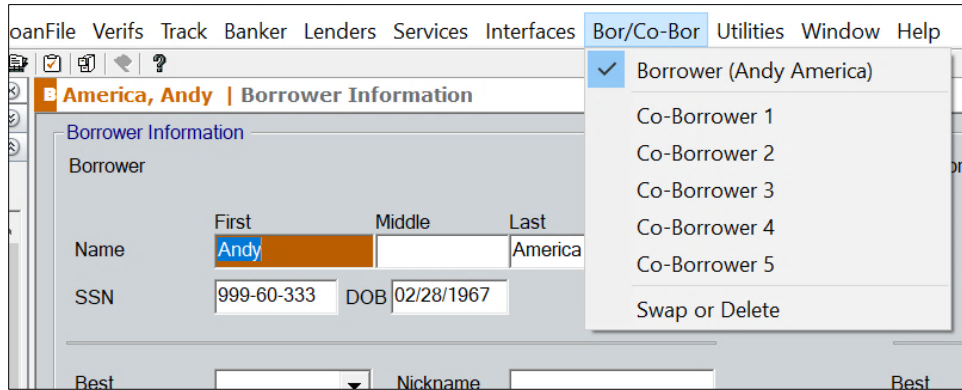 oanFile Verifs Track Banker Lenders Services Interfaces Bor/Co-Bor Utilities Window Help
B America, Andy | Borrower Information
Borrower (Andy America)
Co-Borrower 1
Co-Borrower 2
Co-Borrower 3
Co-Borrower 4
Co-Borrower 5
Swap or Delete
Borrower Information
Borrower
First Middle Last
Name Andy America
SSN 999-60-333 DOB 02/28/1967
Best Nickname Best